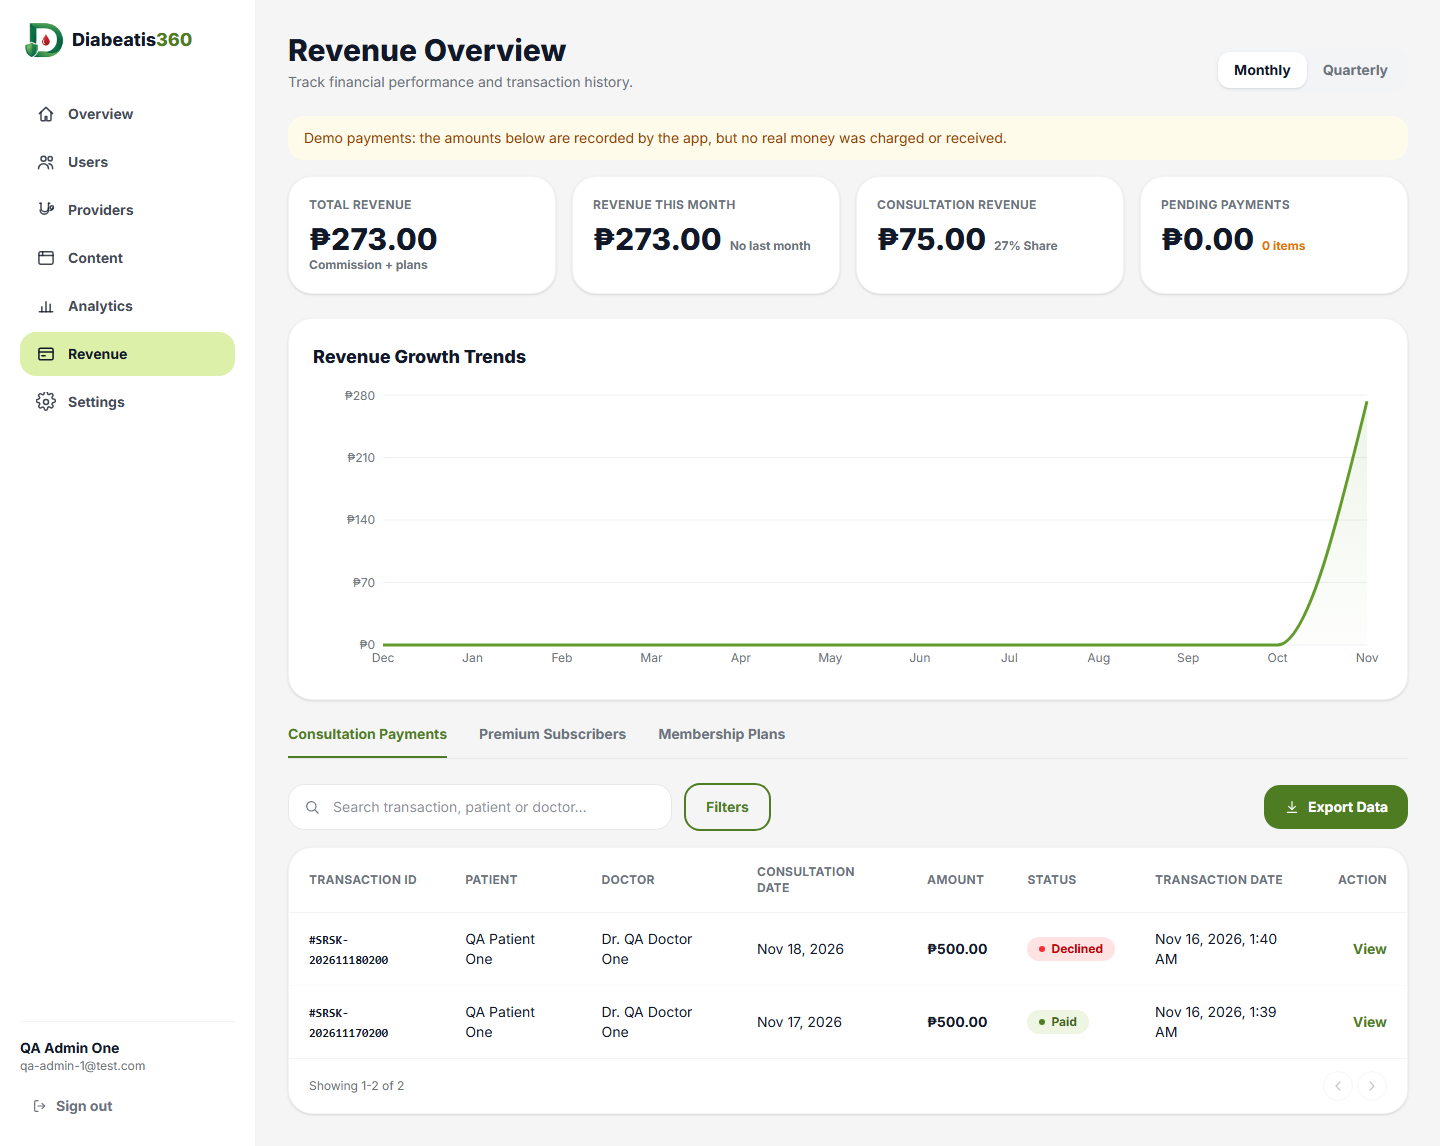 Diabeatis360
Overview
Users
Providers
Content
Analytics
Revenue
Settings
QA Admin One
qa-admin-1@test.com
Sign out
Revenue Overview
Track financial performance and transaction history.
Monthly
Quarterly
Demo payments: the amounts below are recorded by the app, but no real money was charged or received.
TOTAL REVENUE
₱273.00
Commission + plans
REVENUE THIS MONTH
₱273.00 No last month
CONSULTATION REVENUE
₱75.00 27% Share
PENDING PAYMENTS
₱0.00 0 items
Revenue Growth Trends
₱280
₱210
₱140
₱70
₱0
Dec Jan Feb Mar Apr May Jun Jul Aug Sep Oct Nov
Consultation Payments Premium Subscribers Membership Plans
Search transaction, patient or doctor...
Filters
Export Data
TRANSACTION ID
PATIENT
DOCTOR
CONSULTATION
DATE
AMOUNT
STATUS
TRANSACTION DATE
ACTION
#SRSK-
202611180200
QA Patient
One
Dr. QA Doctor
One
Nov 18, 2026
₱500.00
Declined
Nov 16, 2026, 1:40
AM
View
#SRSK-
202611170200
QA Patient
One
Dr. QA Doctor
One
Nov 17, 2026
₱500.00
Paid
Nov 16, 2026, 1:39
AM
View
Showing 1-2 of 2